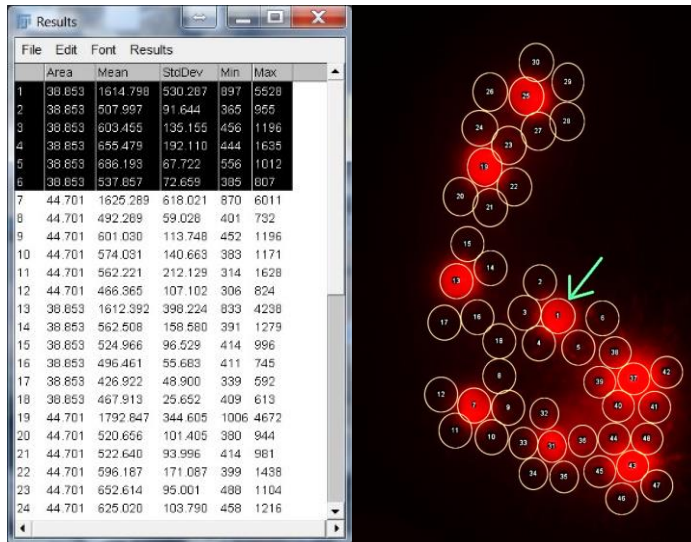 Results
File Edit Font Results
Area Mean StdDev Min Max
1 38.853 1614.798 530.287 897 5528
2 38.853 507.997 91.644 365 955
3 38.853 603.455 135.155 456 1196
4 38.853 655.479 192.110 444 1635
5 38.853 686.193 67.722 556 1012
6 38.853 537.857 72.659 385 807
7 44.701 1625.289 618.021 870 6011
8 44.701 492.289 59.028 401 732
9 44.701 601.030 113.748 452 1196
10 44.701 574.031 140.663 383 1171
11 44.701 562.221 212.129 314 1628
12 44.701 466.365 107.102 306 824
13 38.853 1612.392 398.224 833 4238
14 38.853 562.508 158.580 391 1279
15 38.853 524.966 96.529 414 996
16 38.853 496.461 55.683 411 745
17 38.853 426.922 48.900 339 592
18 38.853 467.913 25.652 409 613
19 44.701 1792.847 344.605 1006 4672
20 44.701 520.656 101.405 380 944
21 44.701 522.640 93.996 414 981
22 44.701 596.187 171.087 399 1438
23 44.701 652.614 95.001 488 1104
24 44.701 625.020 103.790 458 1216
30
29
26
25
28
24
27
23
19
22
20
21
15
14
13
2
17
16
3
1
6
18
4
5
38
8
39
37
42
12
7
9
32
40
41
11
10
33
31
36
44
48
34
35
45
43
46
47